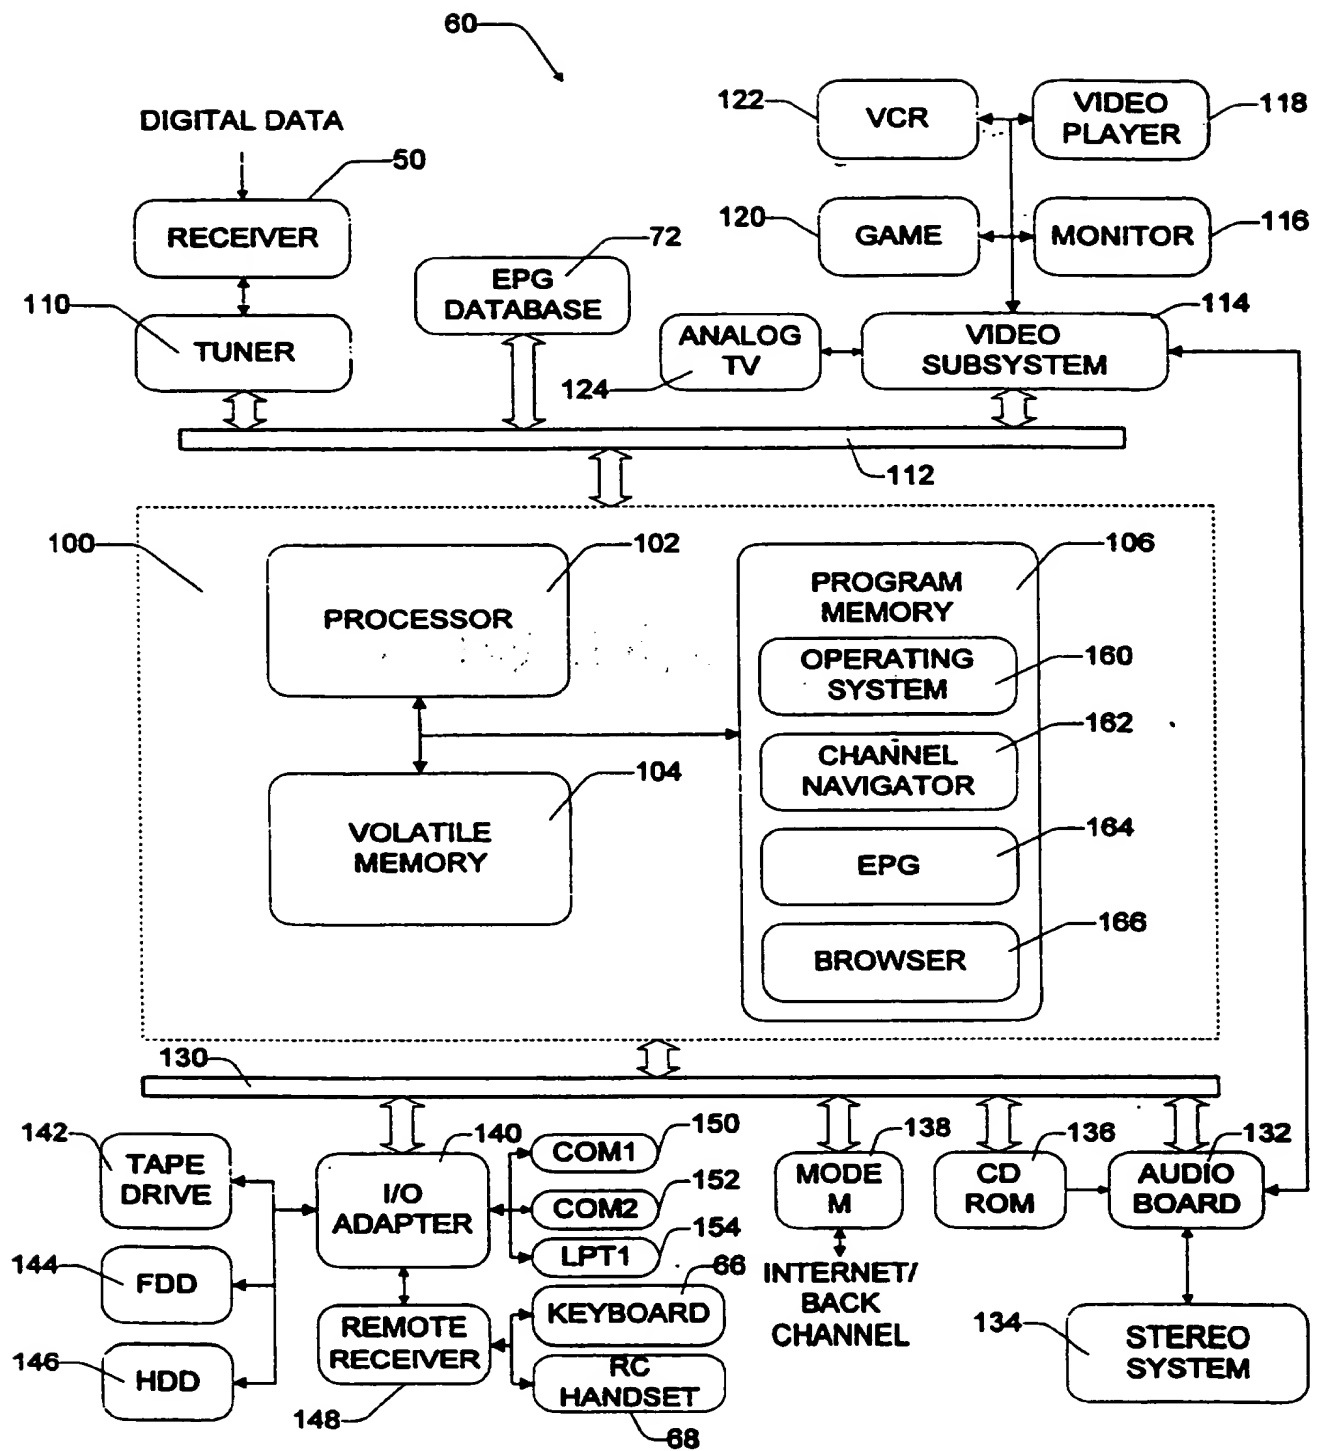 60
DIGITAL DATA
50
RECEIVER
110
TUNER
72
EPG
DATABASE
122
VCR
VIDEO
PLAYER
118
120
GAME
MONITOR
116
ANALOG
TV
124
VIDEO
SUBSYSTEM
114
112
100
102
PROCESSOR
104
VOLATILE
MEMORY
106
PROGRAM
MEMORY
OPERATING
SYSTEM
160
CHANNEL
NAVIGATOR
162
EPG
164
BROWSER
166
130
142
TAPE
DRIVE
144
FDD
146
HDD
140
I/O
ADAPTER
COM1
150
COM2
152
LPT1
154
REMOTE
RECEIVER
148
66
KEYBOARD
RC
HANDSET
68
138
MODE
M
INTERNET/
BACK
CHANNEL
136
CD
ROM
132
AUDIO
BOARD
134
STEREO
SYSTEM